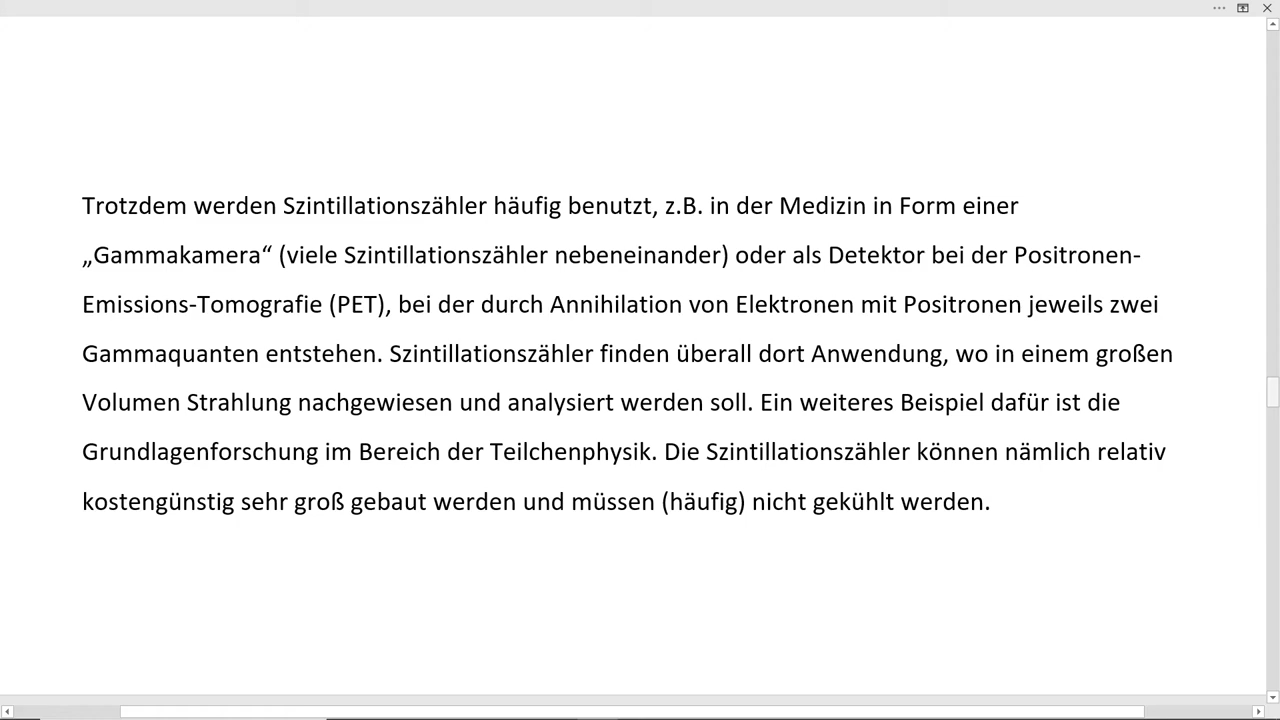 Trotzdem werden Szintillationszähler häufig benutzt, z.B. in der Medizin in Form einer
„Gammakamera“ (viele Szintillationszähler nebeneinander) oder als Detektor bei der Positronen-
Emissions-Tomografie (PET), bei der durch Annihilation von Elektronen mit Positronen jeweils zwei
Gammaquanten entstehen. Szintillationszähler finden überall dort Anwendung, wo in einem großen
Volumen Strahlung nachgewiesen und analysiert werden soll. Ein weiteres Beispiel dafür ist die
Grundlagenforschung im Bereich der Teilchenphysik. Die Szintillationszähler können nämlich relativ
kostengünstig sehr groß gebaut werden und müssen (häufig) nicht gekühlt werden.